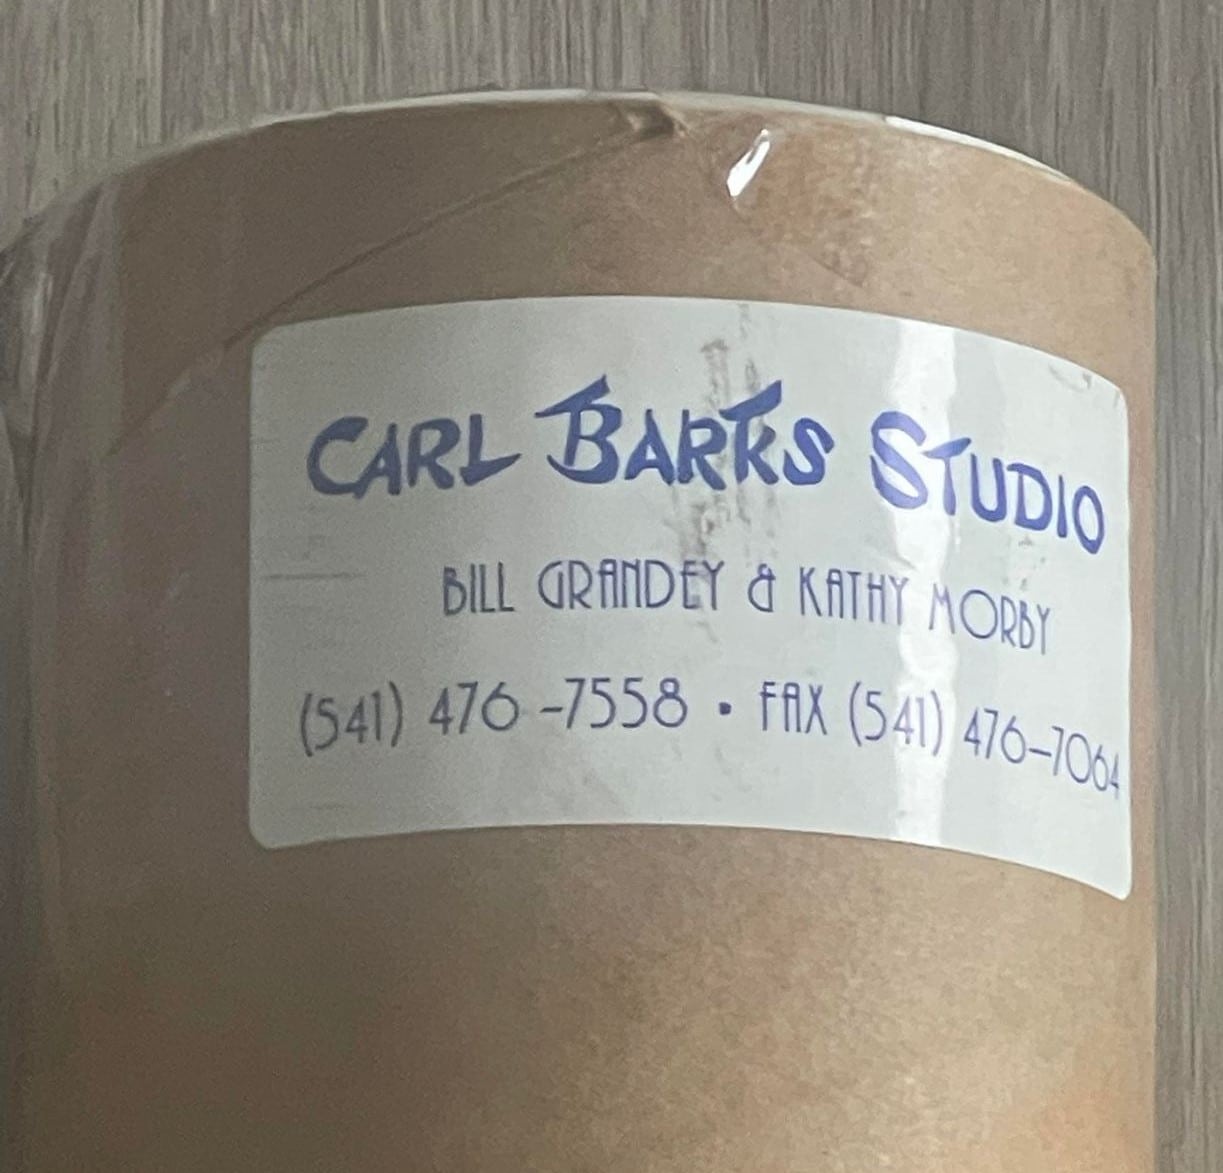 CARL BARKS STUDIO
BILL GRANDEY & KATHY MORBY
(541) 476-7558 • FAX (541) 476-7064